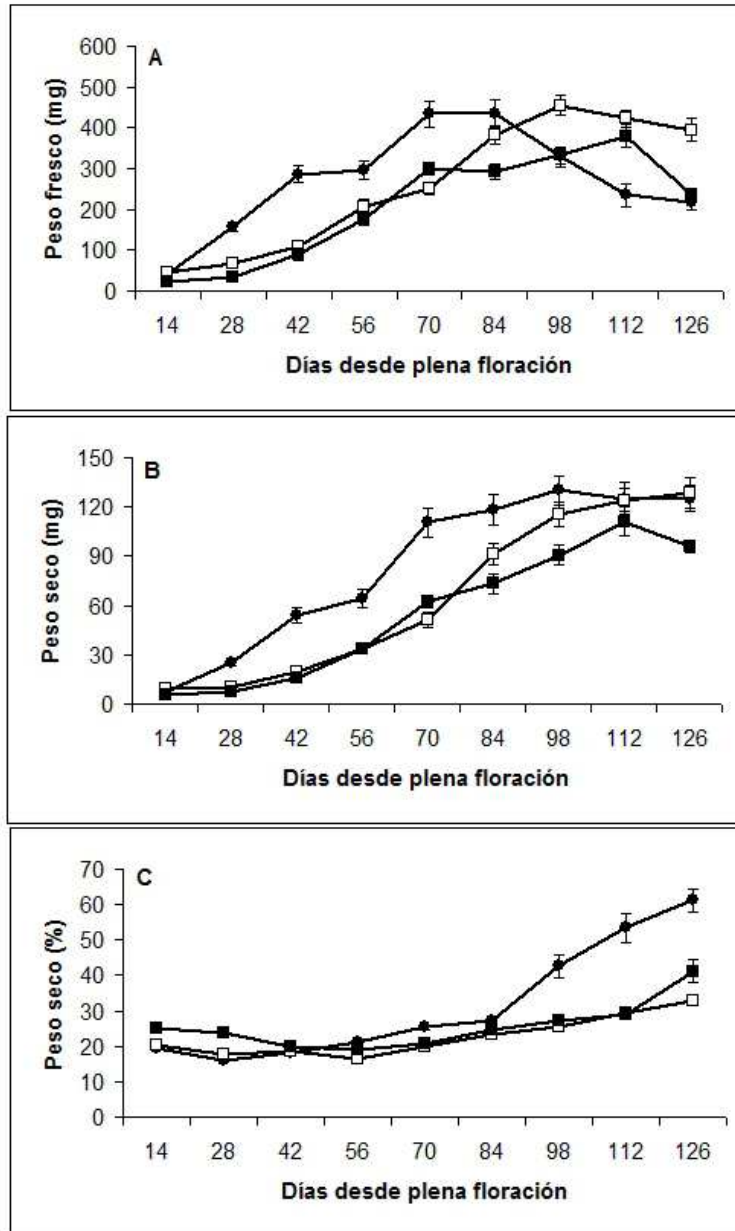 A
Peso fresco (mg)
600
500
400
300
200
100
0
14 28 42 56 70 84 98 112 126
Días desde plena floración
B
Peso seco (mg)
150
120
90
60
30
0
14 28 42 56 70 84 98 112 126
Días desde plena floración
C
Peso seco (%)
70
60
50
40
30
20
10
0
14 28 42 56 70 84 98 112 126
Días desde plena floración